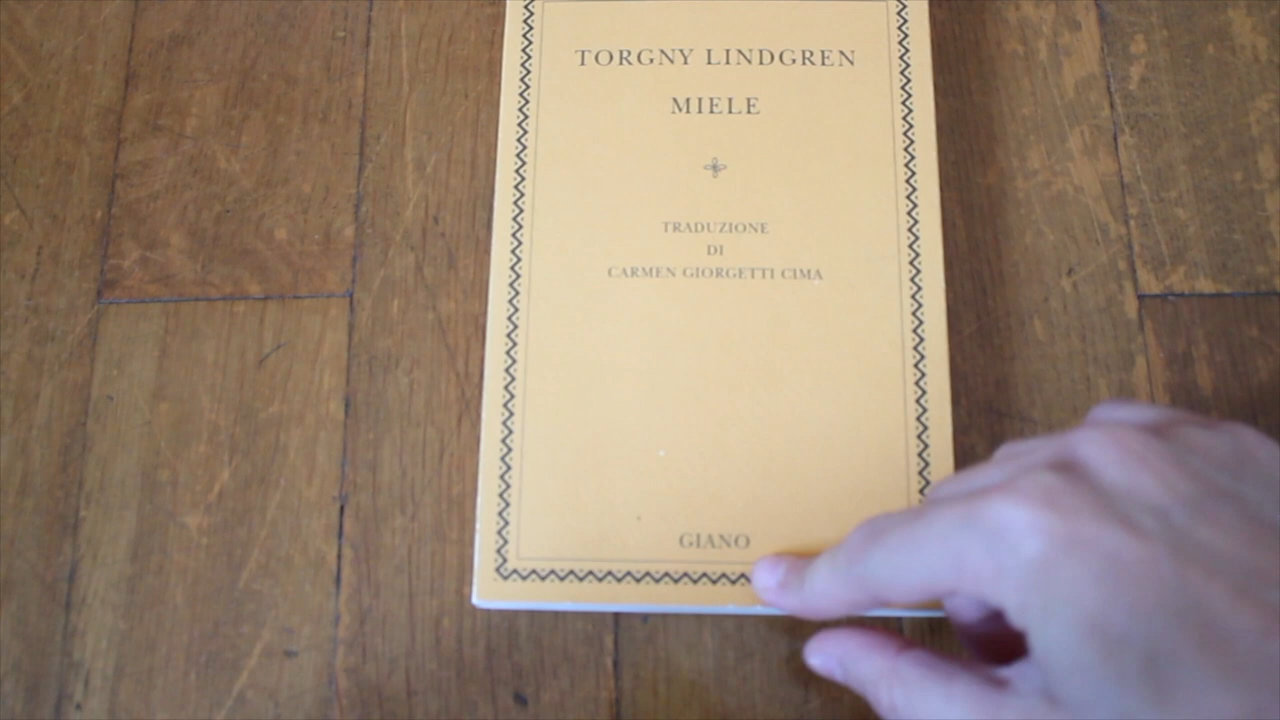 TORGNY LINDGREN
MIELE
TRADUZIONE
DI
CARMEN GIORGETTI CIMA
GIANO